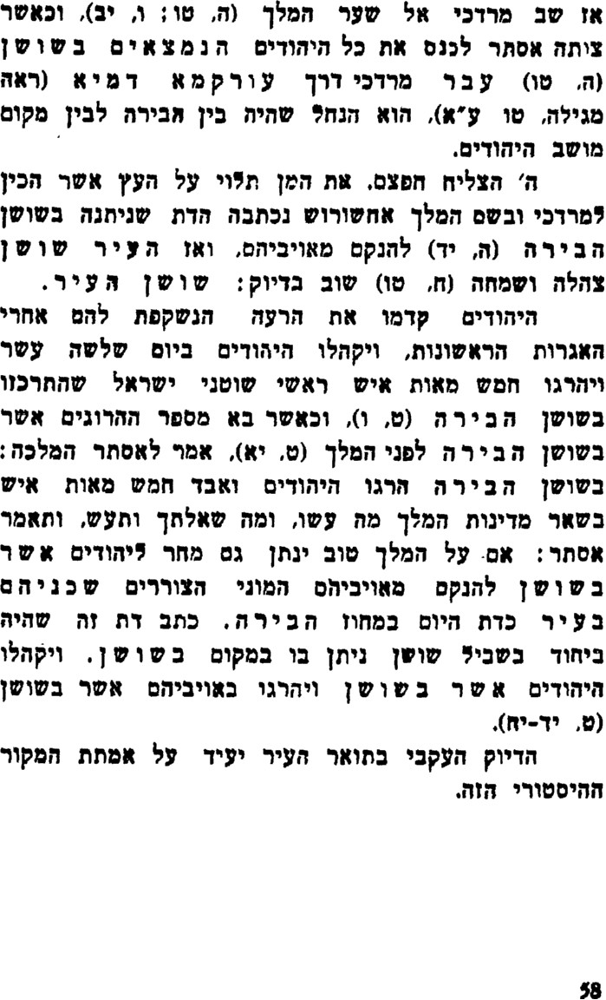 אז שב מרדכי אל שער המלך (ה, טו; ו, יב), וכאשר
ציתה אסתר לכנס את כל היהודים הנמצאים בשושן
(ה, טו) עבר מרדכי דרך עורקמא דמיא (ראה
מגילה, טו ע"א), הוא הנחל שהיה בין הבירה לבין מקום
מושב היהודים.
ה' הצליח חפצם, את המן תלוי על העץ אשר הכין
למרדכי ובשם המלך אחשורוש נכתבה הדת שניתנה בשושן
הבירה (ה, יד) להנקם מאויביהם, ואז העיר שושן
צהלה ושמחה (ח, טו) שוב בדיוק: שושן העיר.
היהודים קדמו את הרעה הנשקפת להם אחרי
האגרות הראשונות, ויקהלו היהודים ביום שלשה עשר
ויהרגו חמש מאות איש ראשי שוטני ישראל שהתרכזו
בשושן הבירה (ט, ו), וכאשר בא מספר ההרוגים אשר
בשושן הבירה לפני המלך (ט, יא), אמר לאסתר המלכה:
בשושן הבירה הרגו היהודים ואבד חמש מאות איש
בשאר מדינות המלך מה עשו, ומה שאלתך ותעש, ותאמר
אסתר: אם על המלך טוב ינתן גם מחר ליהודים אשר
בשושן להנקם מאויביהם המוני הצוררים שכניהם
בעיר כדת היום במחוז הבירה. כתב דת זה שהיה
ביחוד בשביל שושן ניתן בו במקום בשושן. ויקהלו
היהודים אשר בשושן ויהרגו באויביהם אשר בשושן
(ט, יד-יח).
הדיוק העקבי בתואר העיר יעיד על אמתת המקור
ההיסטורי הזה.
58